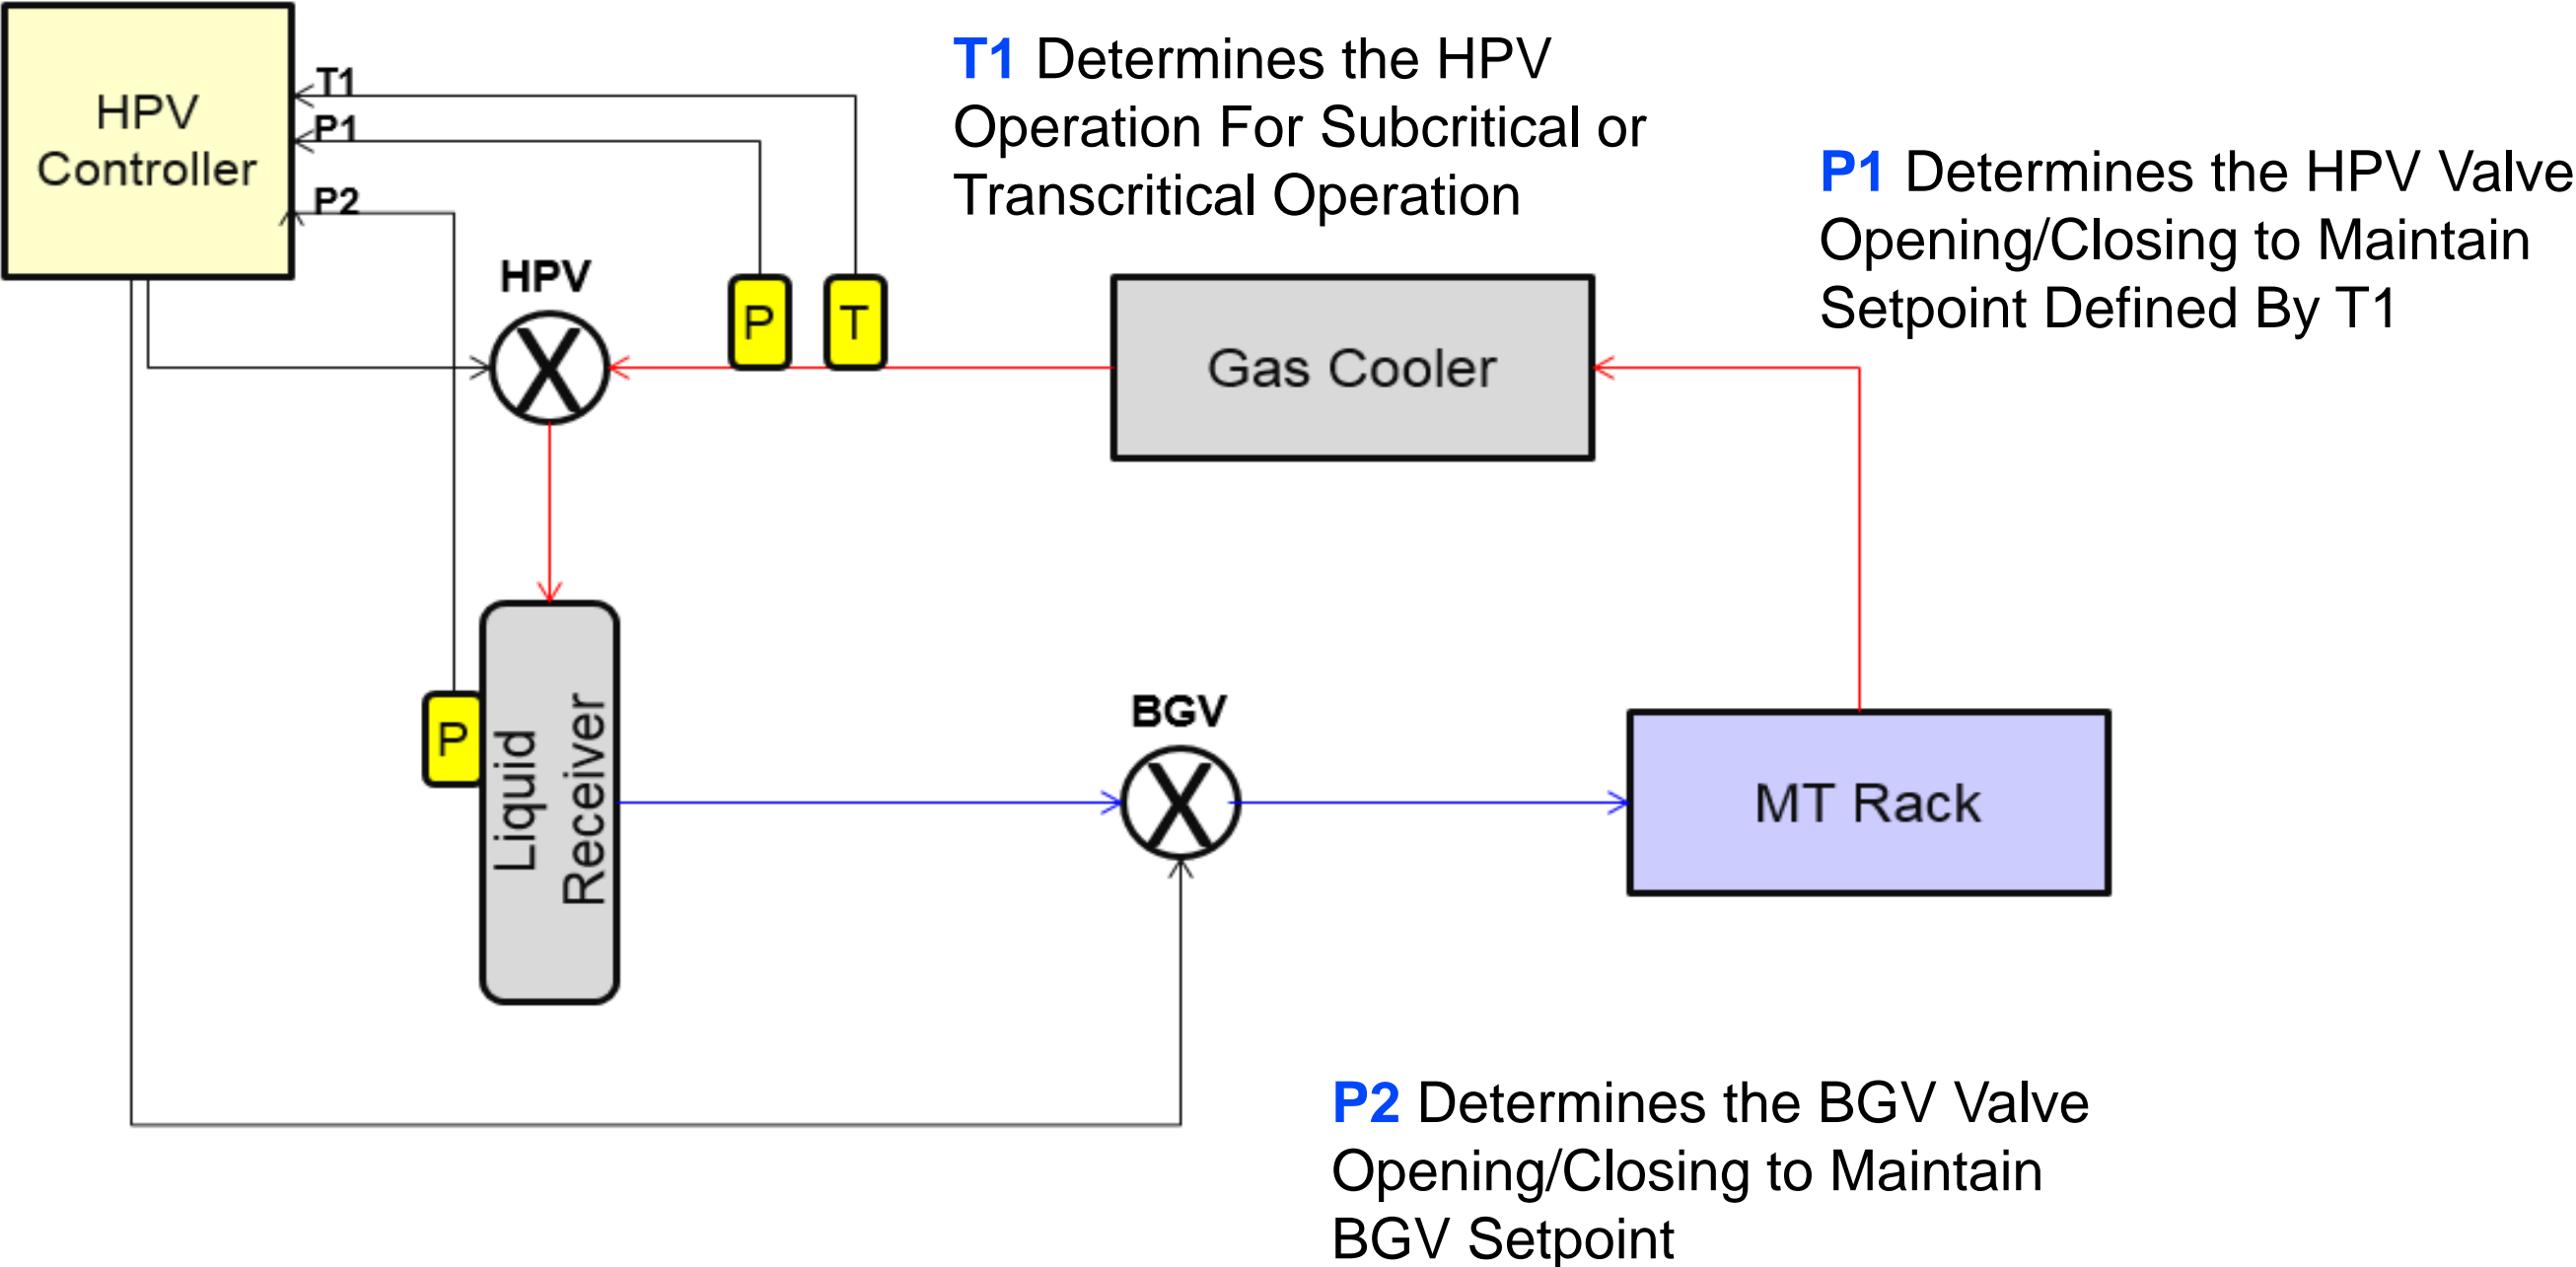 HPV
Controller
T1
P1
P2
T1 Determines the HPV
Operation For Subcritical or
Transcritical Operation
P1 Determines the HPV Valve
Opening/Closing to Maintain
Setpoint Defined By T1
HPV
P
T
Gas Cooler
P
Liquid
Receiver
BGV
MT Rack
P2 Determines the BGV Valve
Opening/Closing to Maintain
BGV Setpoint
X
X